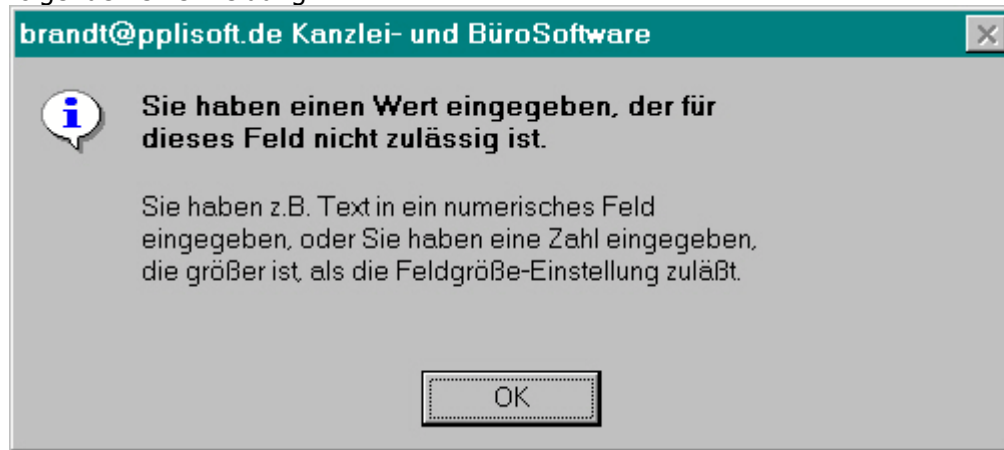 brandt@pplisoft.de Kanzlei- und BüroSoftware
Sie haben einen Wert eingegeben, der für
dieses Feld nicht zulässig ist.
Sie haben z.B. Text in ein numerisches Feld
eingegeben, oder Sie haben eine Zahl eingegeben,
die größer ist, als die Feldgröße-Einstellung zuläßt.
OK